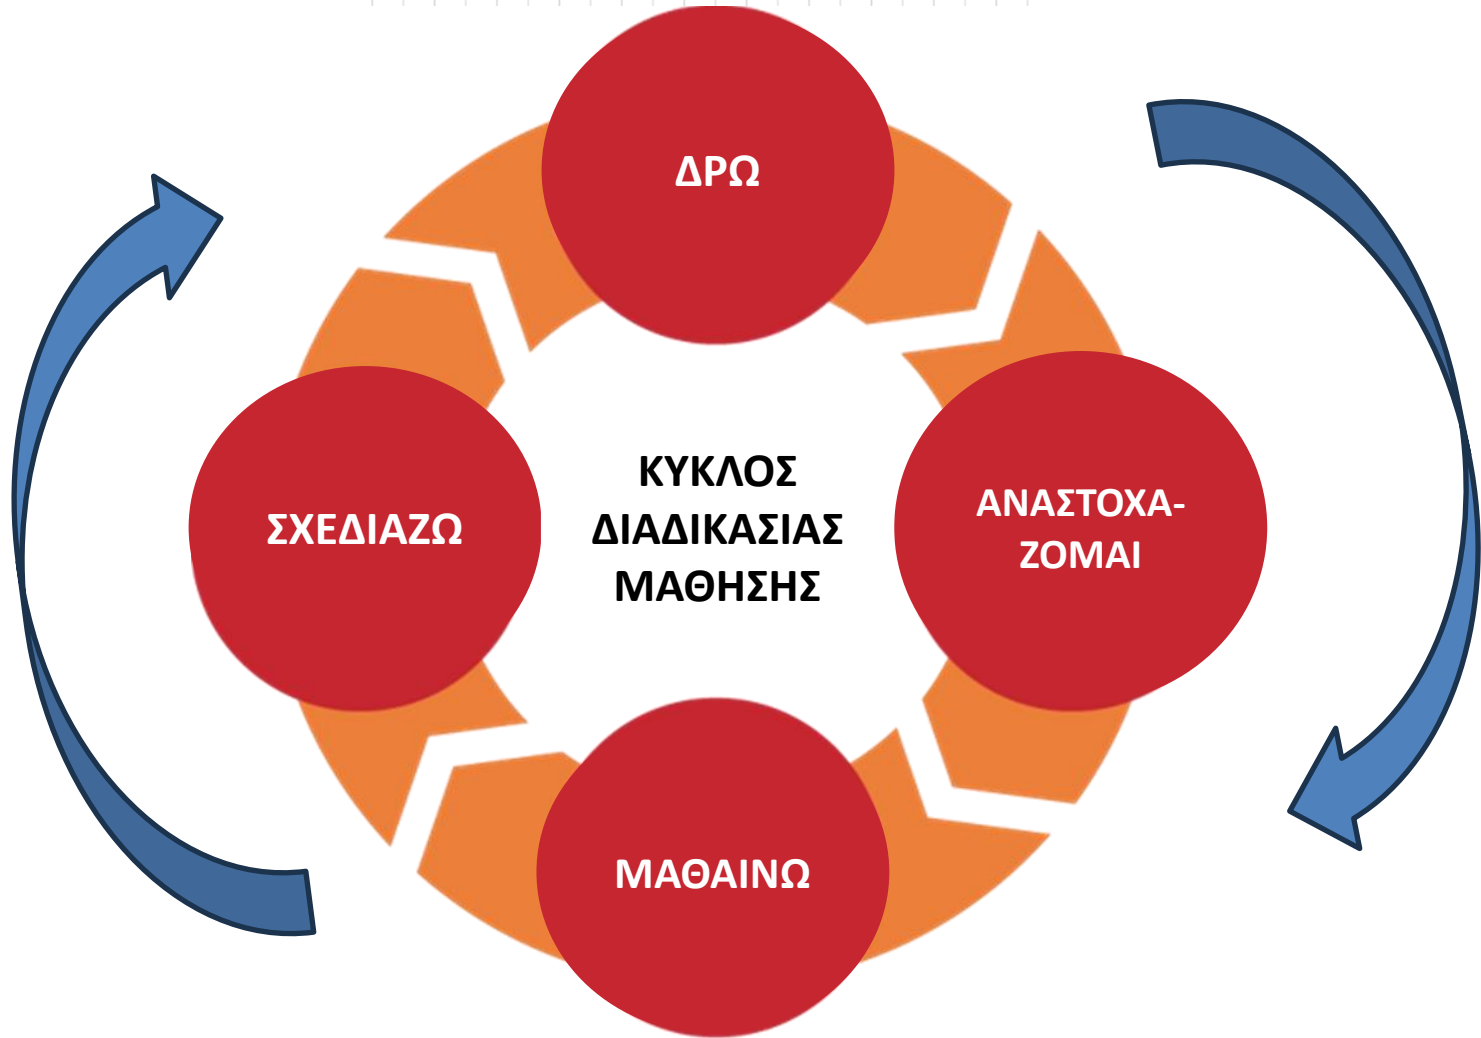 ΔΡΩ
ΣΧΕΔΙΑΖΩ
ΚΥΚΛΟΣ
ΔΙΑΔΙΚΑΣΙΑΣ
ΜΑΘΗΣΗΣ
ΑΝΑΣΤΟΧΑ-
ΖΟΜΑΙ
ΜΑΘΑΙΝΩ